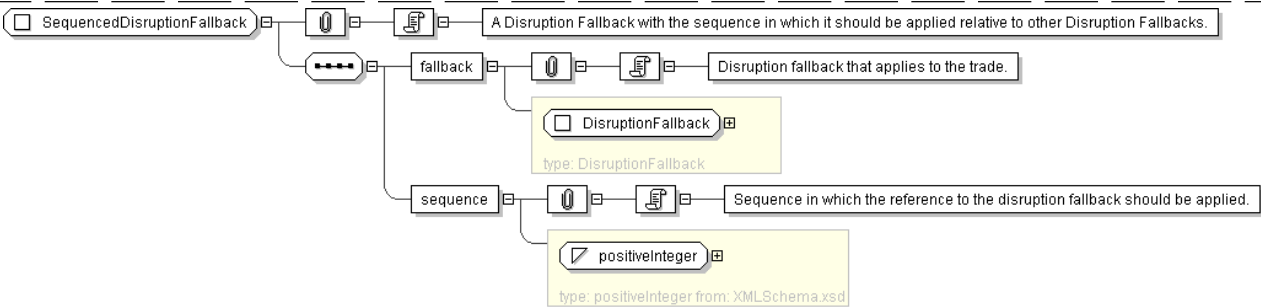 SequencedDisruptionFallback
A Disruption Fallback with the sequence in which it should be applied relative to other Disruption Fallbacks.
fallback
Disruption fallback that applies to the trade.
DisruptionFallback
type: DisruptionFallback
sequence
Sequence in which the reference to the disruption fallback should be applied.
positiveInteger
type: positiveInteger from: XMLSchema.xsd